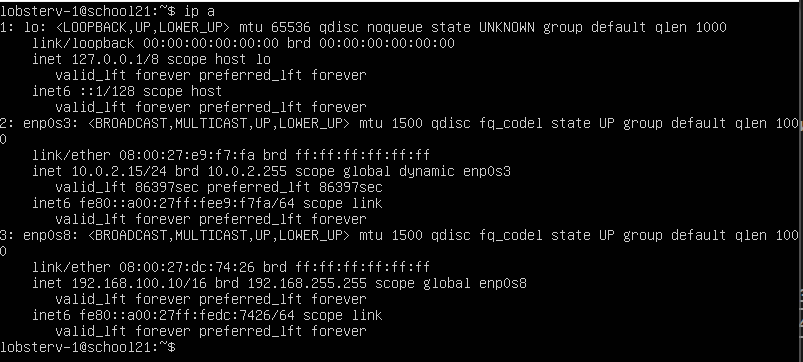 lobsterv-1@school21:~$ ip a
1: lo: <LOOPBACK,UP,LOWER_UP> mtu 65536 qdisc noqueue state UNKNOWN group default qlen 1000
    link/loopback 00:00:00:00:00:00 brd 00:00:00:00:00:00
    inet 127.0.0.1/8 scope host lo
       valid_lft forever preferred_lft forever
    inet6 ::1/128 scope host
       valid_lft forever preferred_lft forever
2: enp0s3: <BROADCAST,MULTICAST,UP,LOWER_UP> mtu 1500 qdisc fq_codel state UP group default qlen 100
0
    link/ether 08:00:27:e9:f7:fa brd ff:ff:ff:ff:ff:ff
    inet 10.0.2.15/24 brd 10.0.2.255 scope global dynamic enp0s3
       valid_lft 86397sec preferred_lft 86397sec
    inet6 fe80::a00:27ff:fee9:f7fa/64 scope link
       valid_lft forever preferred_lft forever
3: enp0s8: <BROADCAST,MULTICAST,UP,LOWER_UP> mtu 1500 qdisc fq_codel state UP group default qlen 100
0
    link/ether 08:00:27:dc:74:26 brd ff:ff:ff:ff:ff:ff
    inet 192.168.100.10/16 brd 192.168.255.255 scope global enp0s8
       valid_lft forever preferred_lft forever
    inet6 fe80::a00:27ff:fedc:7426/64 scope link
       valid_lft forever preferred_lft forever
lobsterv-1@school21:~$